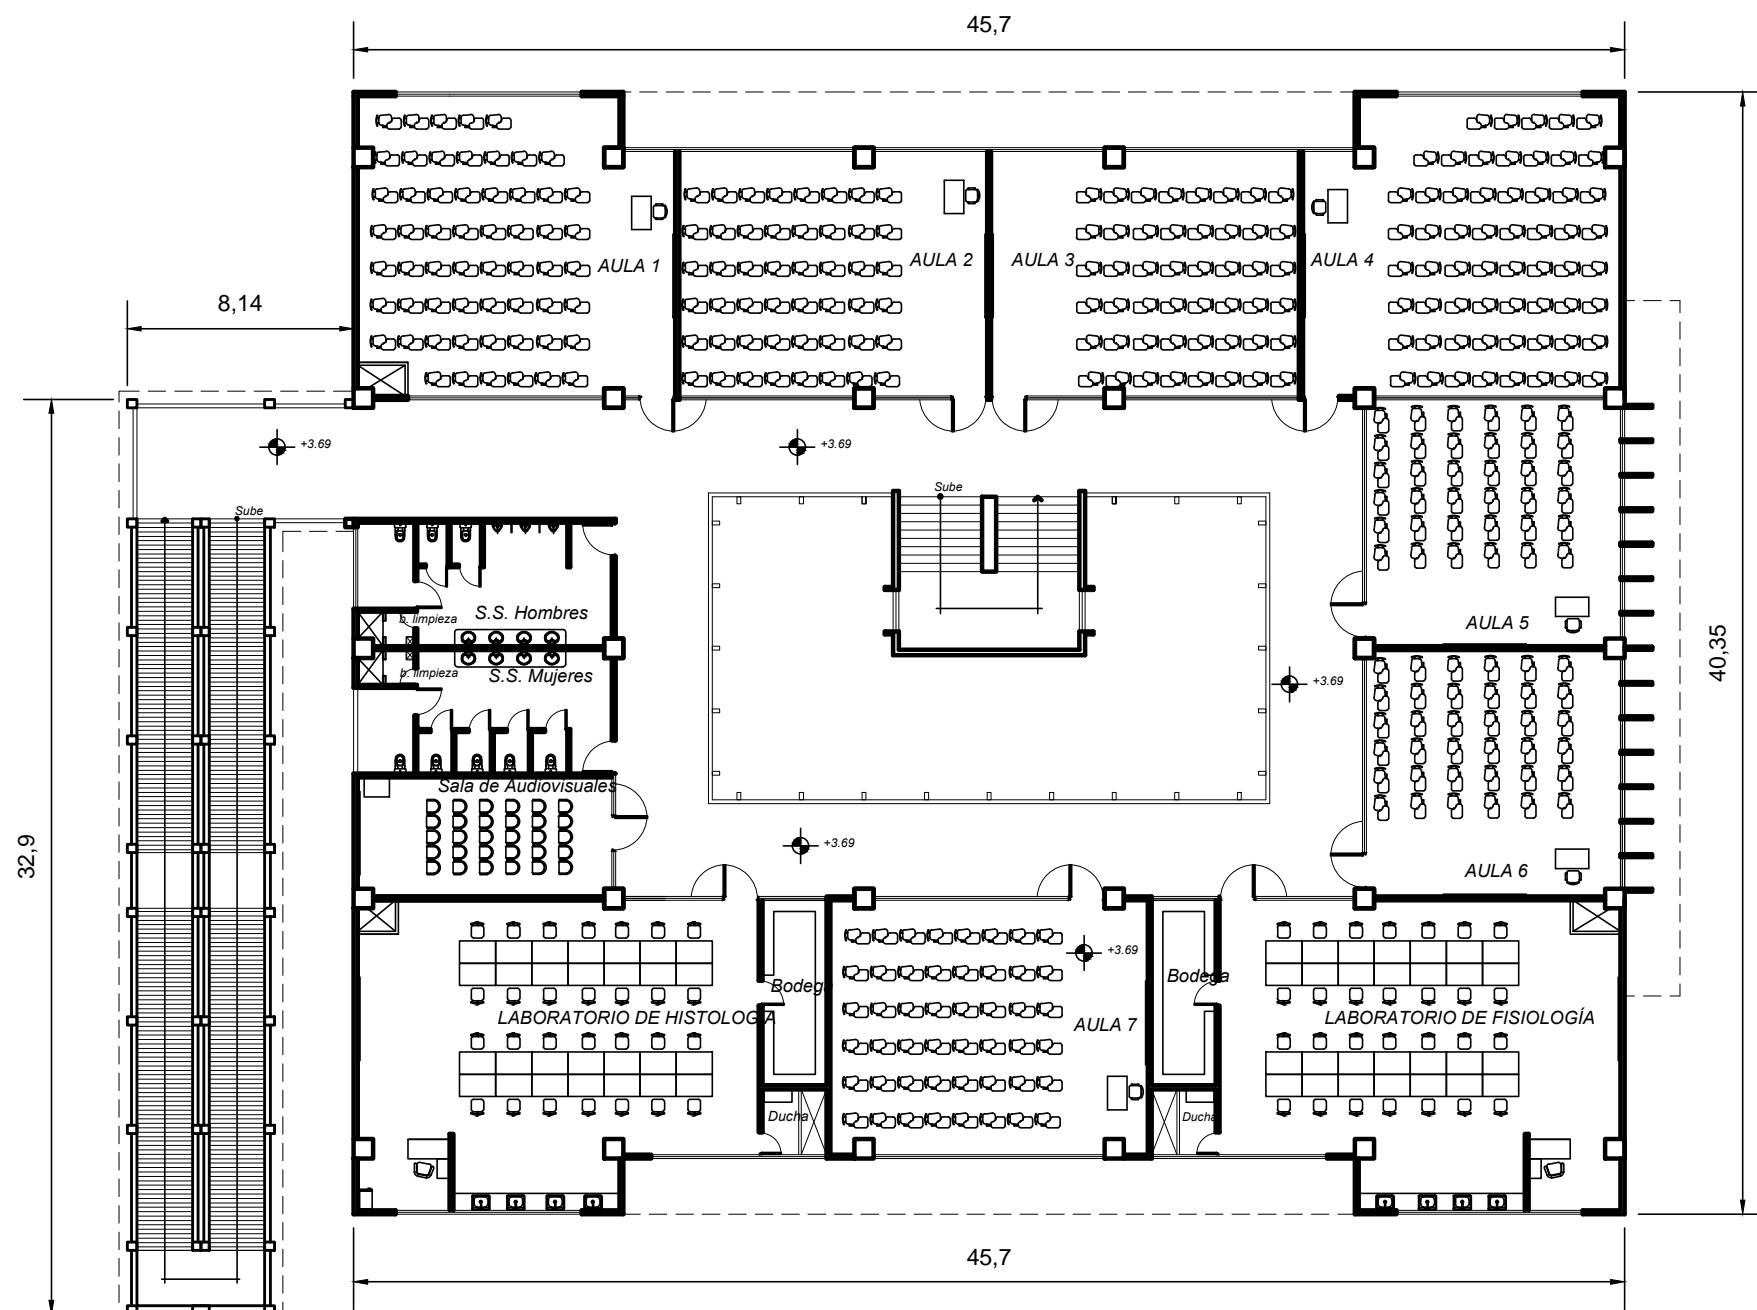 45,7
AULA 1
AULA 2
AULA 3
AULA 4
8,14
+3.69
+3.69
Sube
Sube
S.S. Hombres
b. limpieza
AULA 5
40,35
b. limpieza
S.S. Mujeres
+3.69
Sala de Audiovisuales
32,9
+3.69
AULA 6
+3.69
Bodega
Bodega
LABORATORIO DE HISTOLOGÍA
AULA 7
LABORATORIO DE FISIOLOGÍA
Ducha
Ducha
45,7